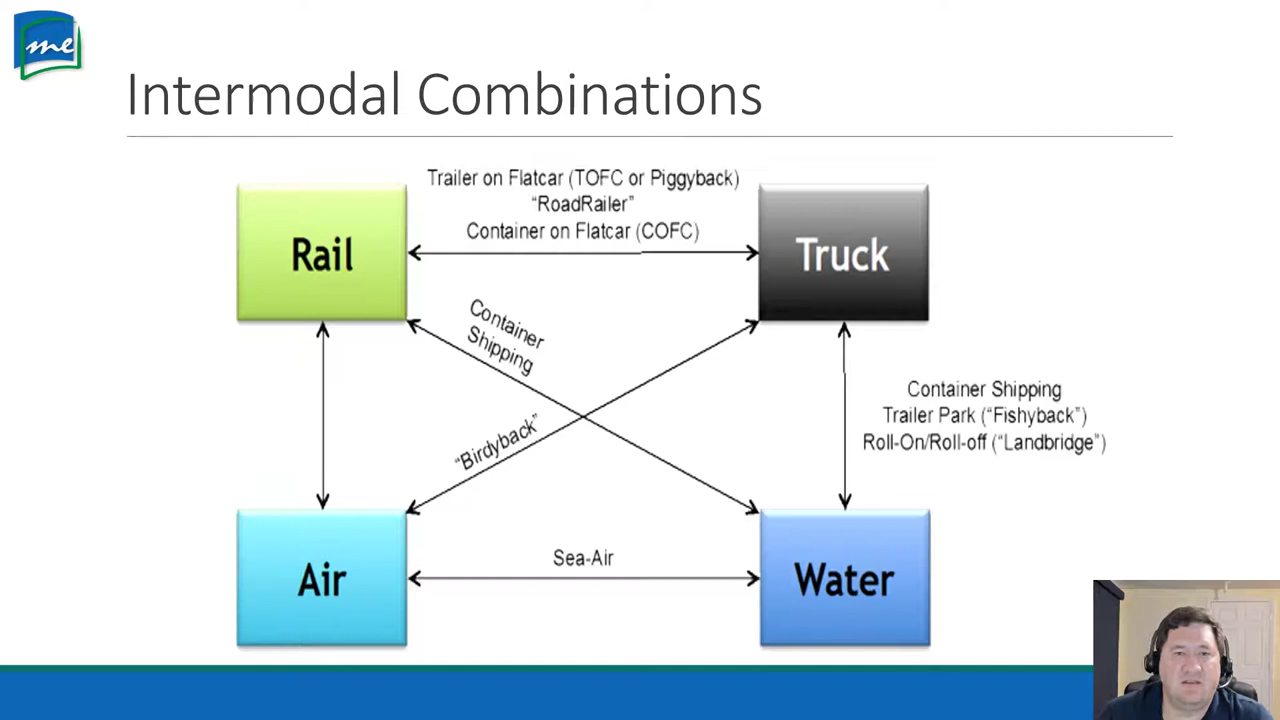 me
Intermodal Combinations
Trailer on Flatcar (TOFC or Piggyback)
“RoadRailer”
Container on Flatcar (COFC)
Rail
Truck
Container
Shipping
Container Shipping
Trailer Park (“Fishyback”)
Roll-On/Roll-off (“Landbridge”)
“Birdyback”
Sea-Air
Air
Water